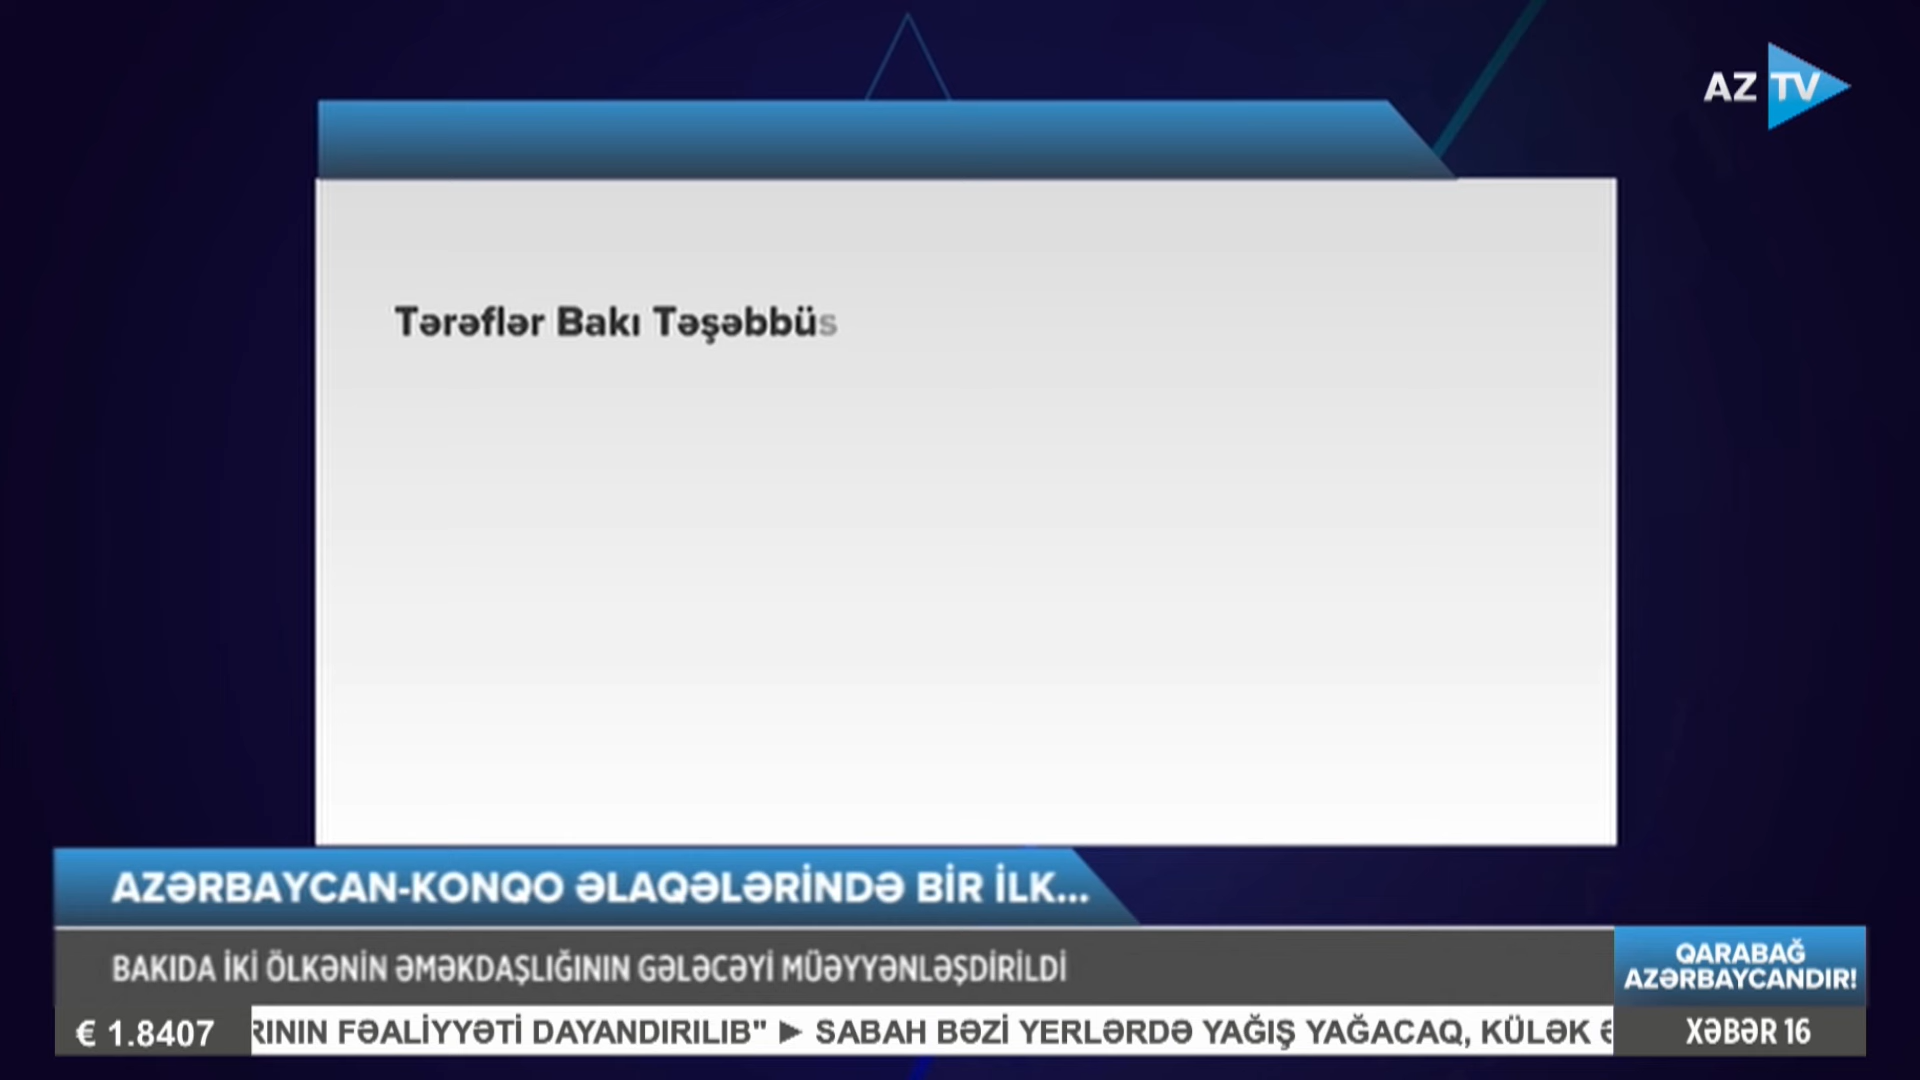 AZ TV
Tərəflər Bakı Təşəbbüs
AZƏRBAYCAN-KONQO ƏLAQƏLƏRİNDƏ BİR İLK...
BAKIDA İKİ ÖLKƏNİN ƏMƏKDAŞLIĞININ GƏLƏCƏYİ MÜƏYYƏNLƏŞDİRİLDİ
QARABAĞ
AZƏRBAYCANDIR!
€ 1.8407
RININ FƏALİYYƏTİ DAYANDIRILIB" ► SABAH BƏZİ YERLƏRDƏ YAĞIŞ YAĞACAQ, KÜLƏK
XƏBƏR 16